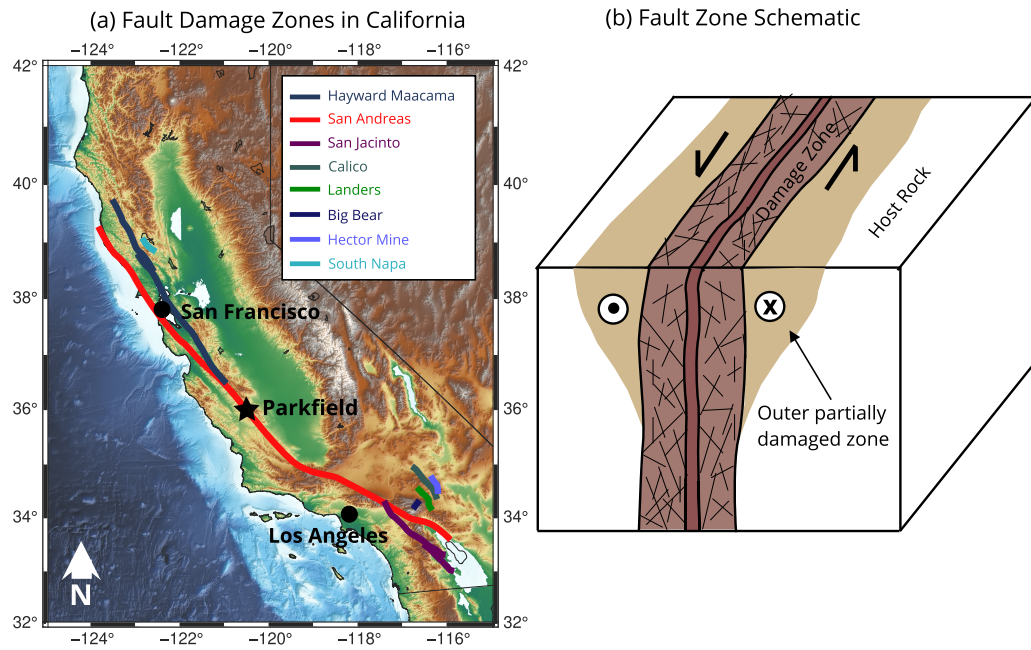 (a) Fault Damage Zones in California
−124° −122° −120° −118° −116°
42° 42°
Hayward Maacama
San Andreas
San Jacinto
Calico
Landers
Big Bear
Hector Mine
South Napa
40° 40°
38° 38°
San Francisco
36° 36°
Parkfield
34° 34°
Los Angeles
N
32° 32°
−124° −122° −120° −118° −116°
(b) Fault Zone Schematic
Damage Zone
Host Rock
X
Outer partially
damaged zone